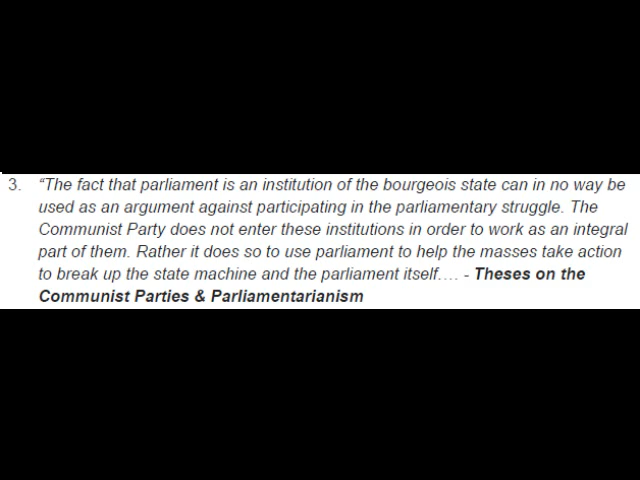 3. “The fact that parliament is an institution of the bourgeois state can in no way be
used as an argument against participating in the parliamentary struggle. The
Communist Party does not enter these institutions in order to work as an integral
part of them. Rather it does so to use parliament to help the masses take action
to break up the state machine and the parliament itself.... - Theses on the
Communist Parties & Parliamentarianism